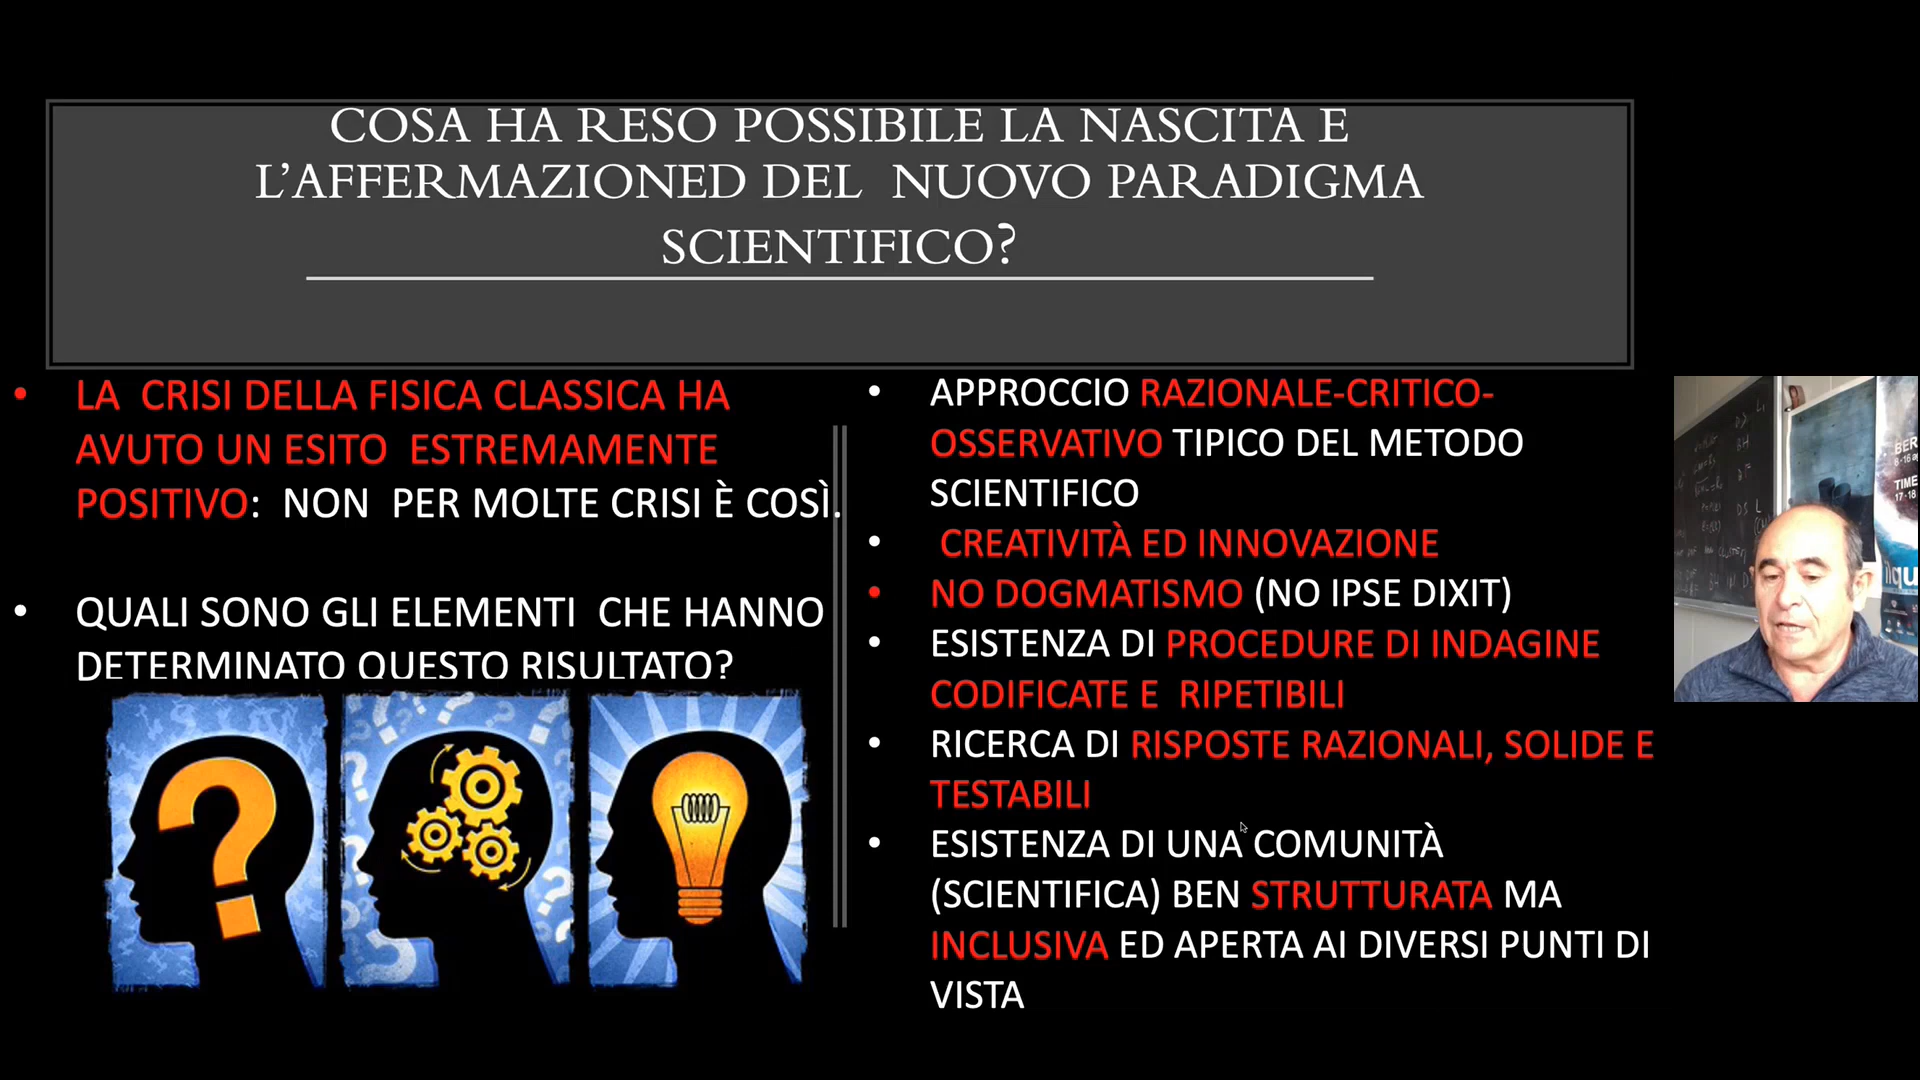 COSA HA RESO POSSIBILE LA NASCITA E
L'AFFERMAZIONED DEL NUOVO PARADIGMA
SCIENTIFICO?
• LA CRISI DELLA FISICA CLASSICA HA
AVUTO UN ESITO ESTREMAMENTE
POSITIVO: NON PER MOLTE CRISI È COSÌ.
• QUALI SONO GLI ELEMENTI CHE HANNO
DETERMINATO QUESTO RISULTATO?
• APPROCCIO RAZIONALE-CRITICO-
OSSERVATIVO TIPICO DEL METODO
SCIENTIFICO
• CREATIVITÀ ED INNOVAZIONE
• NO DOGMATISMO (NO IPSE DIXIT)
• ESISTENZA DI PROCEDURE DI INDAGINE
CODIFICATE E RIPETIBILI
• RICERCA DI RISPOSTE RAZIONALI, SOLIDE E
TESTABILI
• ESISTENZA DI UNA COMUNITÀ
(SCIENTIFICA) BEN STRUTTURATA MA
INCLUSIVA ED APERTA AI DIVERSI PUNTI DI
VISTA
BER
TIME
17-18